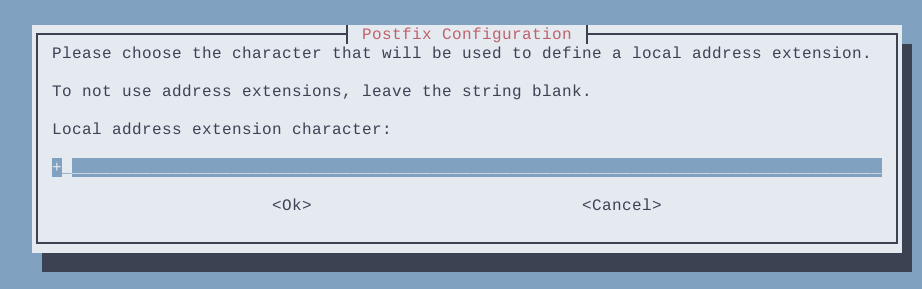 Postfix Configuration
Please choose the character that will be used to define a local address extension.
To not use address extensions, leave the string blank.
Local address extension character:
+
<Ok> <Cancel>